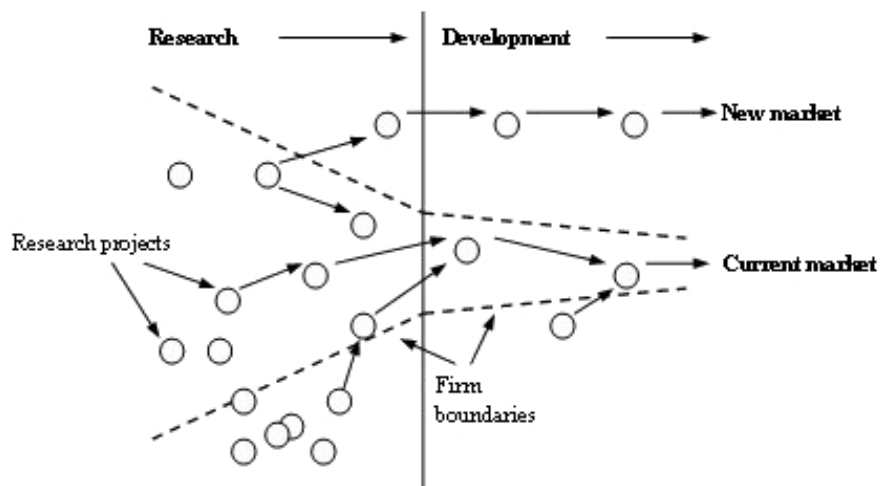 Research
Development
New market
Research projects
Current market
Firm
boundaries